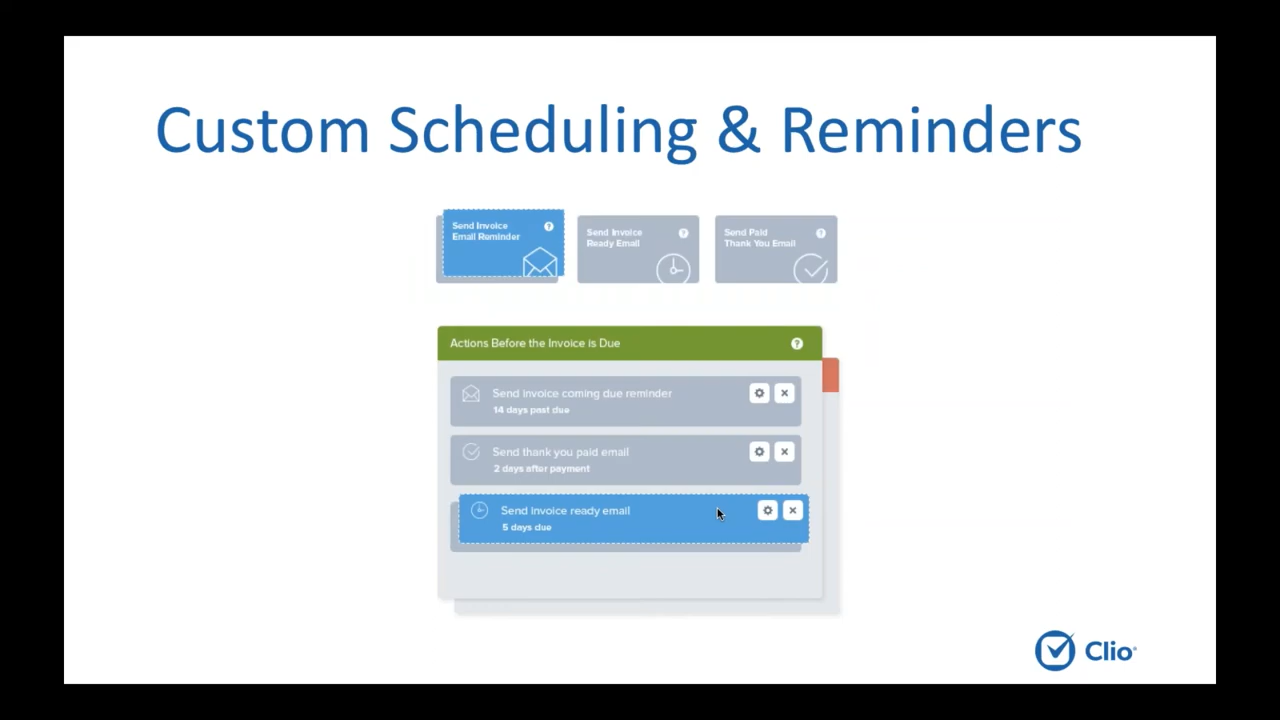 Custom Scheduling & Reminders
Send Invoice
Email Reminder
?
Send Invoice
Ready Email
?
Send Paid
Thank You Email
?
Actions Before the Invoice is Due
?
Send invoice coming due reminder
14 days past due
Send thank you paid email
2 days after payment
Send invoice ready email
5 days due
Clio®